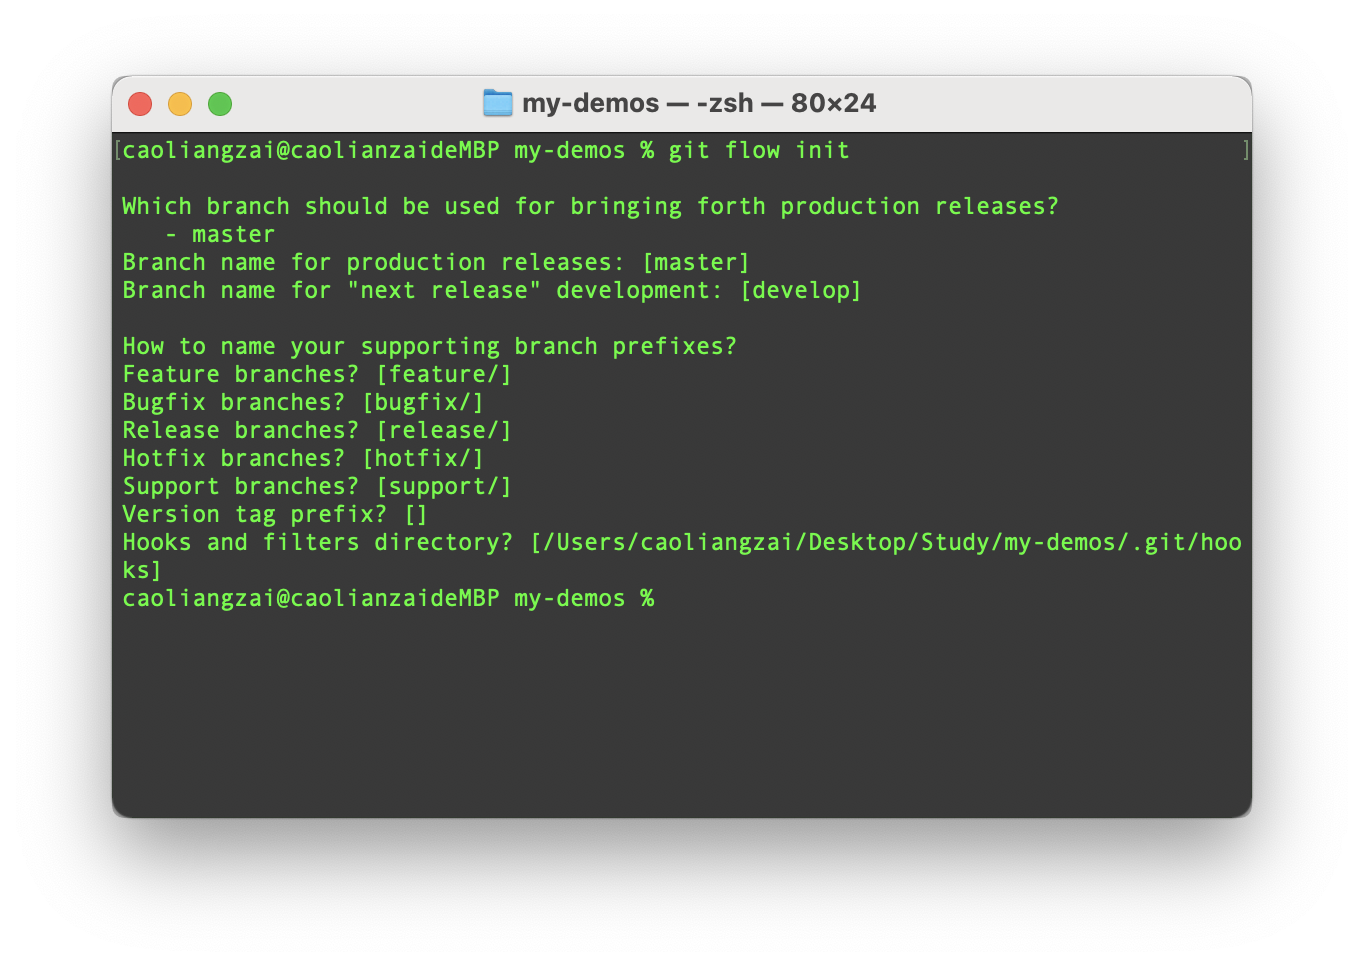 my-demos — -zsh — 80×24
[caoliangzai@caolianzaideMBP my-demos % git flow init ]
Which branch should be used for bringing forth production releases?
   - master
Branch name for production releases: [master]
Branch name for "next release" development: [develop]
How to name your supporting branch prefixes?
Feature branches? [feature/]
Bugfix branches? [bugfix/]
Release branches? [release/]
Hotfix branches? [hotfix/]
Support branches? [support/]
Version tag prefix? []
Hooks and filters directory? [/Users/caoliangzai/Desktop/Study/my-demos/.git/hoo
ks]
caoliangzai@caolianzaideMBP my-demos %